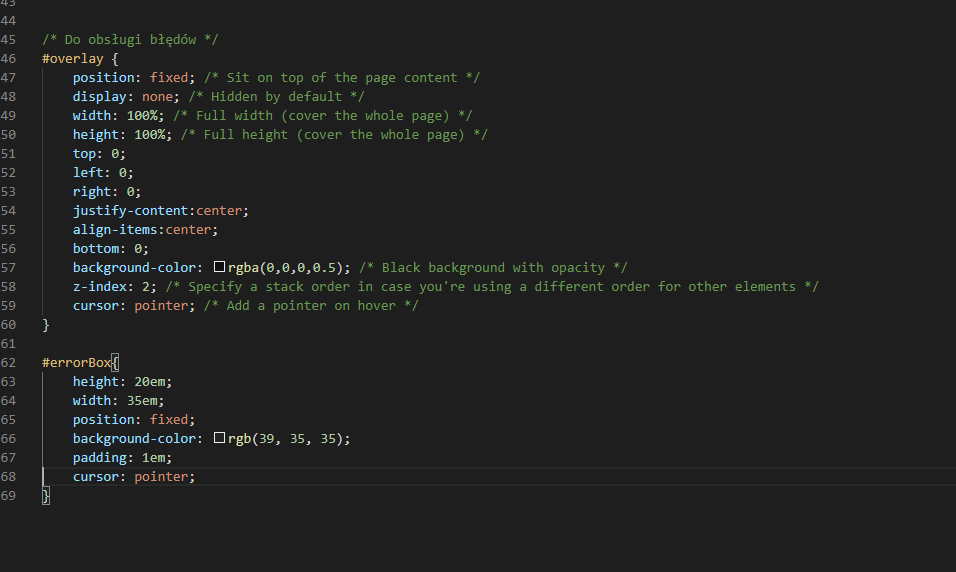 43
44
45 /* Do obsługi błędów */
46 #overlay {
47 position: fixed; /* Sit on top of the page content */
48 display: none; /* Hidden by default */
49 width: 100%; /* Full width (cover the whole page) */
50 height: 100%; /* Full height (cover the whole page) */
51 top: 0;
52 left: 0;
53 right: 0;
54 justify-content:center;
55 align-items:center;
56 bottom: 0;
57 background-color: rgba(0,0,0,0.5); /* Black background with opacity */
58 z-index: 2; /* Specify a stack order in case you're using a different order for other elements */
59 cursor: pointer; /* Add a pointer on hover */
60 }
61
62 #errorBox{
63 height: 20em;
64 width: 35em;
65 position: fixed;
66 background-color: rgb(39, 35, 35);
67 padding: 1em;
68 cursor: pointer;
69 }